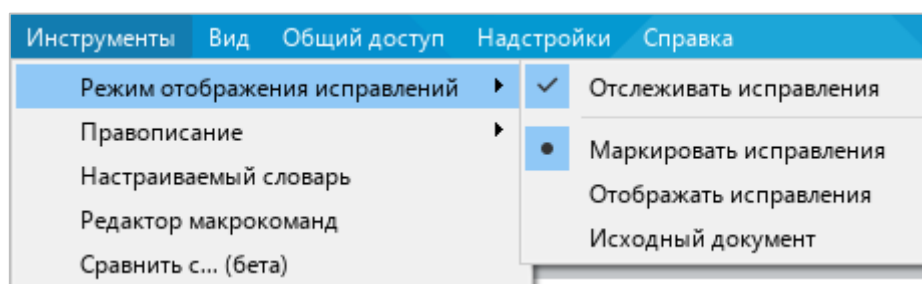 Инструменты Вид Общий доступ Надстройки Справка
Режим отображения исправлений
Правописание
Настраиваемый словарь
Редактор макрокоманд
Сравнить с... (бета)
Отслеживать исправления
Маркировать исправления
Отображать исправления
Исходный документ